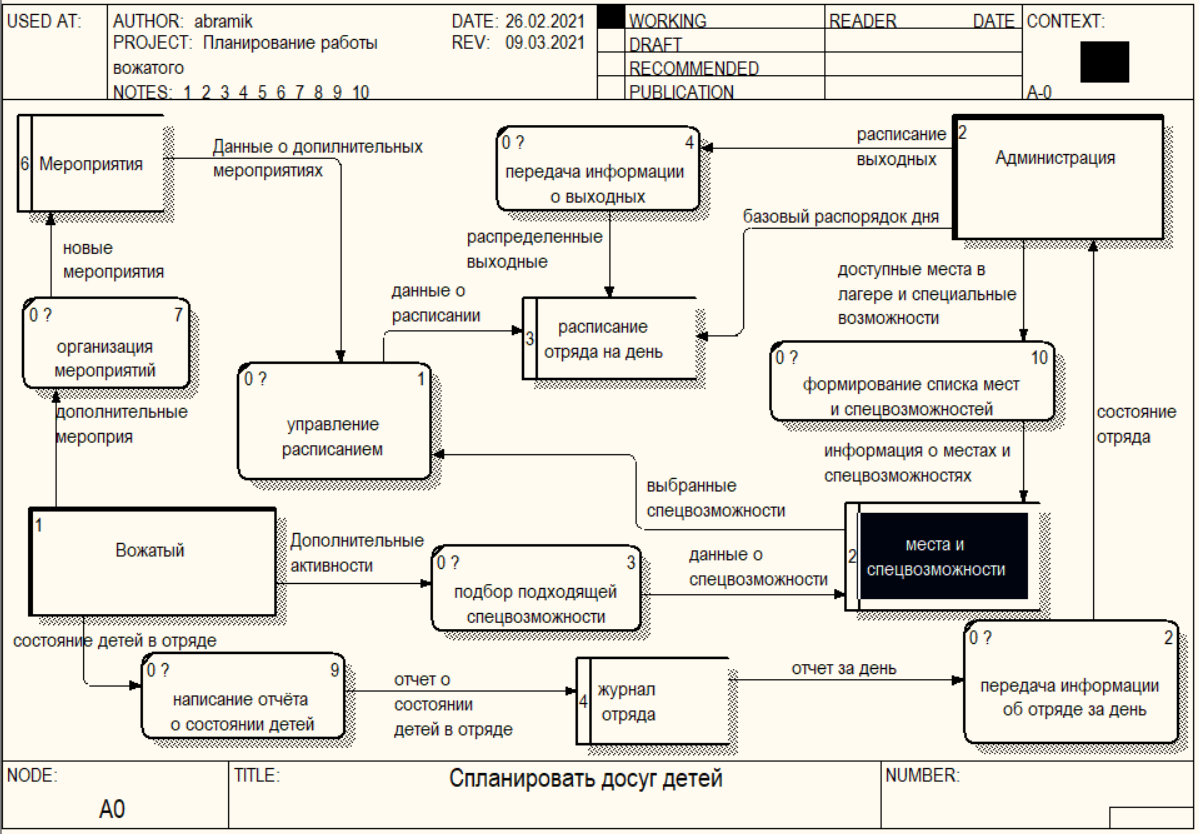 USED AT:
AUTHOR: abramik
DATE: 26.02.2021
PROJECT: Планирование работы
вожатого
REV: 09.03.2021
NOTES: 1 2 3 4 5 6 7 8 9 10
WORKING
DRAFT
RECOMMENDED
PUBLICATION
READER
DATE
CONTEXT:
A-0
6
Мероприятия
Данные о допилнительных
мероприятиях
0 ?
4
передача информации
о выходных
расписание
выходных
2
Администрация
базовый распорядок дня
новые
мероприятия
распределенные
выходные
доступные места в
лагере и специальные
возможности
данные о
расписании
0 ?
7
организация
мероприятий
3
расписание
отряда на день
0 ?
10
формирование списка мест
и спецвозможностей
0 ?
1
управление
расписанием
дополнительные
мероприя
состояние
отряда
информация о местах и
спецвозможностях
выбранные
спецвозможности
1
Вожатый
Дополнительные
активности
0 ?
3
подбор подходящей
спецвозможности
данные о
спецвозможности
2
места и
спецвозможности
состояние детей в отряде
0 ?
9
написание отчёта
о состоянии детей
отчет о
состоянии
детей в отряде
4
журнал
отряда
отчет за день
0 ?
2
передача информации
об отряде за день
NODE:
A0
TITLE:
Спланировать досуг детей
NUMBER: